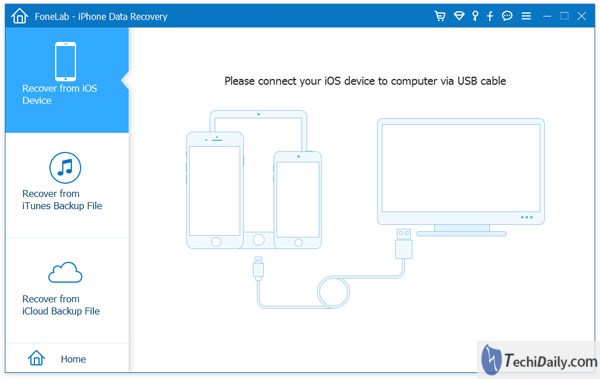 FoneLab - iPhone Data Recovery
Recover from iOS
Device
Please connect your iOS device to computer via USB cable
Recover from
iTunes Backup File
Recover from
iCloud Backup File
Home
TechiDaily.com